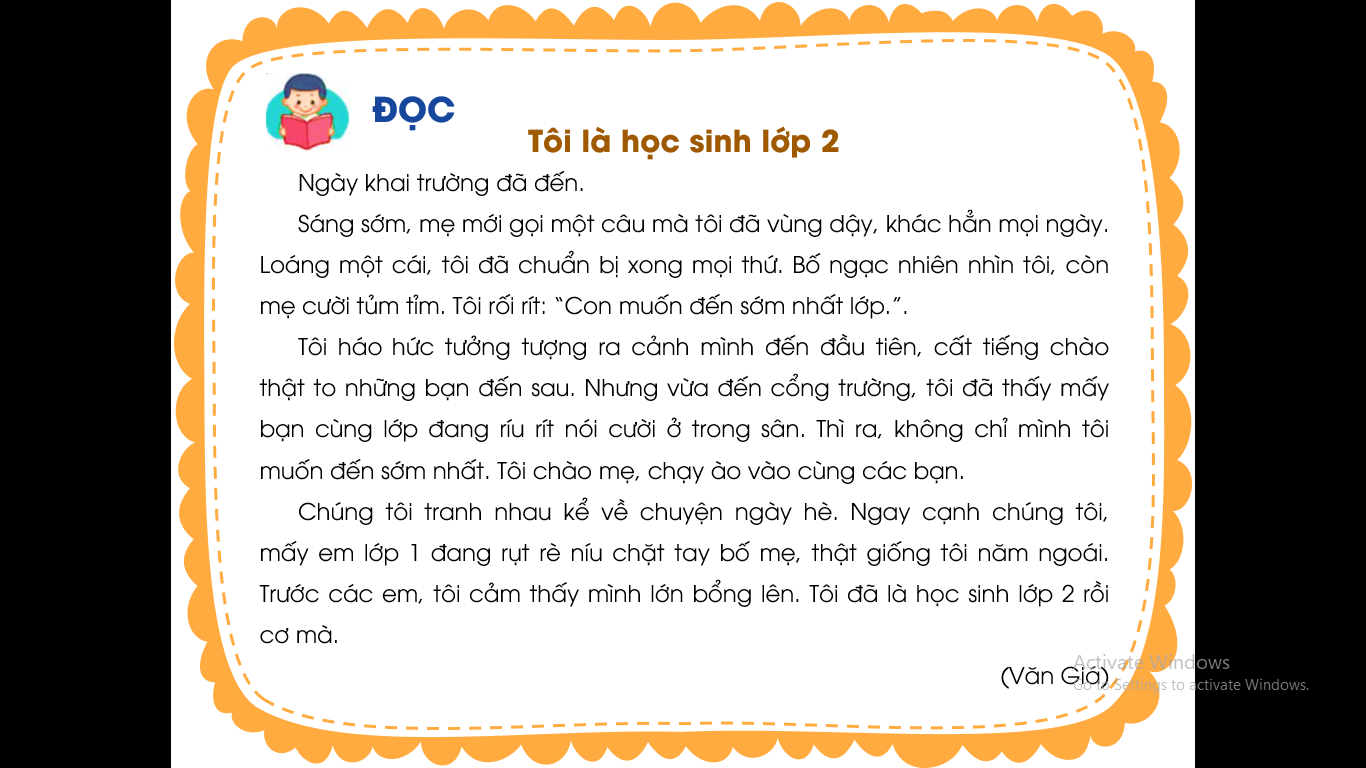 ĐỌC
Tôi là học sinh lớp 2
Ngày khai trường đã đến.
Sáng sớm, mẹ mới gọi một câu mà tôi đã vùng dậy, khác hẳn mọi ngày.
Loáng một cái, tôi đã chuẩn bị xong mọi thứ. Bố ngạc nhiên nhìn tôi, còn
mẹ cười tủm tỉm. Tôi rối rít: “Con muốn đến sớm nhất lớp.”.
Tôi háo hức tưởng tượng ra cảnh mình đến đầu tiên, cất tiếng chào
thật to những bạn đến sau. Nhưng vừa đến cổng trường, tôi đã thấy mấy
bạn cùng lớp đang ríu rít nói cười ở trong sân. Thì ra, không chỉ mình tôi
muốn đến sớm nhất. Tôi chào mẹ, chạy ào vào cùng các bạn.
Chúng tôi tranh nhau kể về chuyện ngày hè. Ngay cạnh chúng tôi,
mấy em lớp 1 đang rụt rè níu chặt tay bố mẹ, thật giống tôi năm ngoái.
Trước các em, tôi cảm thấy mình lớn bổng lên. Tôi đã là học sinh lớp 2 rồi
cơ mà.
(Văn Giá)
Activate Windows
Go to Settings to activate Windows.